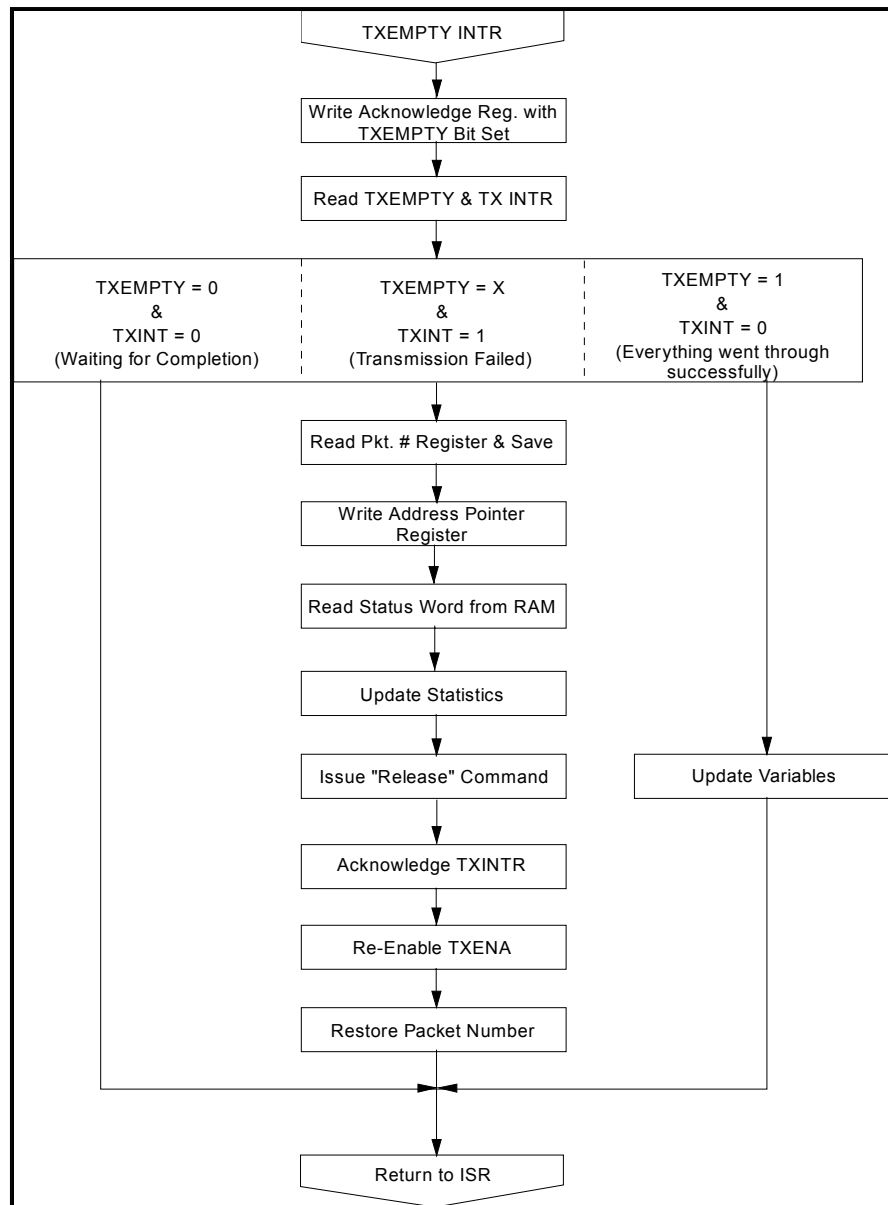 TXEMPTY INTR
Write Acknowledge Reg. with
TXEMPTY Bit Set
Read TXEMPTY & TX INTR
TXEMPTY = 0
&
TXINT = 0
(Waiting for Completion)
TXEMPTY = X
&
TXINT = 1
(Transmission Failed)
TXEMPTY = 1
&
TXINT = 0
(Everything went through
successfully)
Read Pkt. # Register & Save
Write Address Pointer
Register
Read Status Word from RAM
Update Statistics
Issue "Release" Command
Update Variables
Acknowledge TXINTR
Re-Enable TXENA
Restore Packet Number
Return to ISR